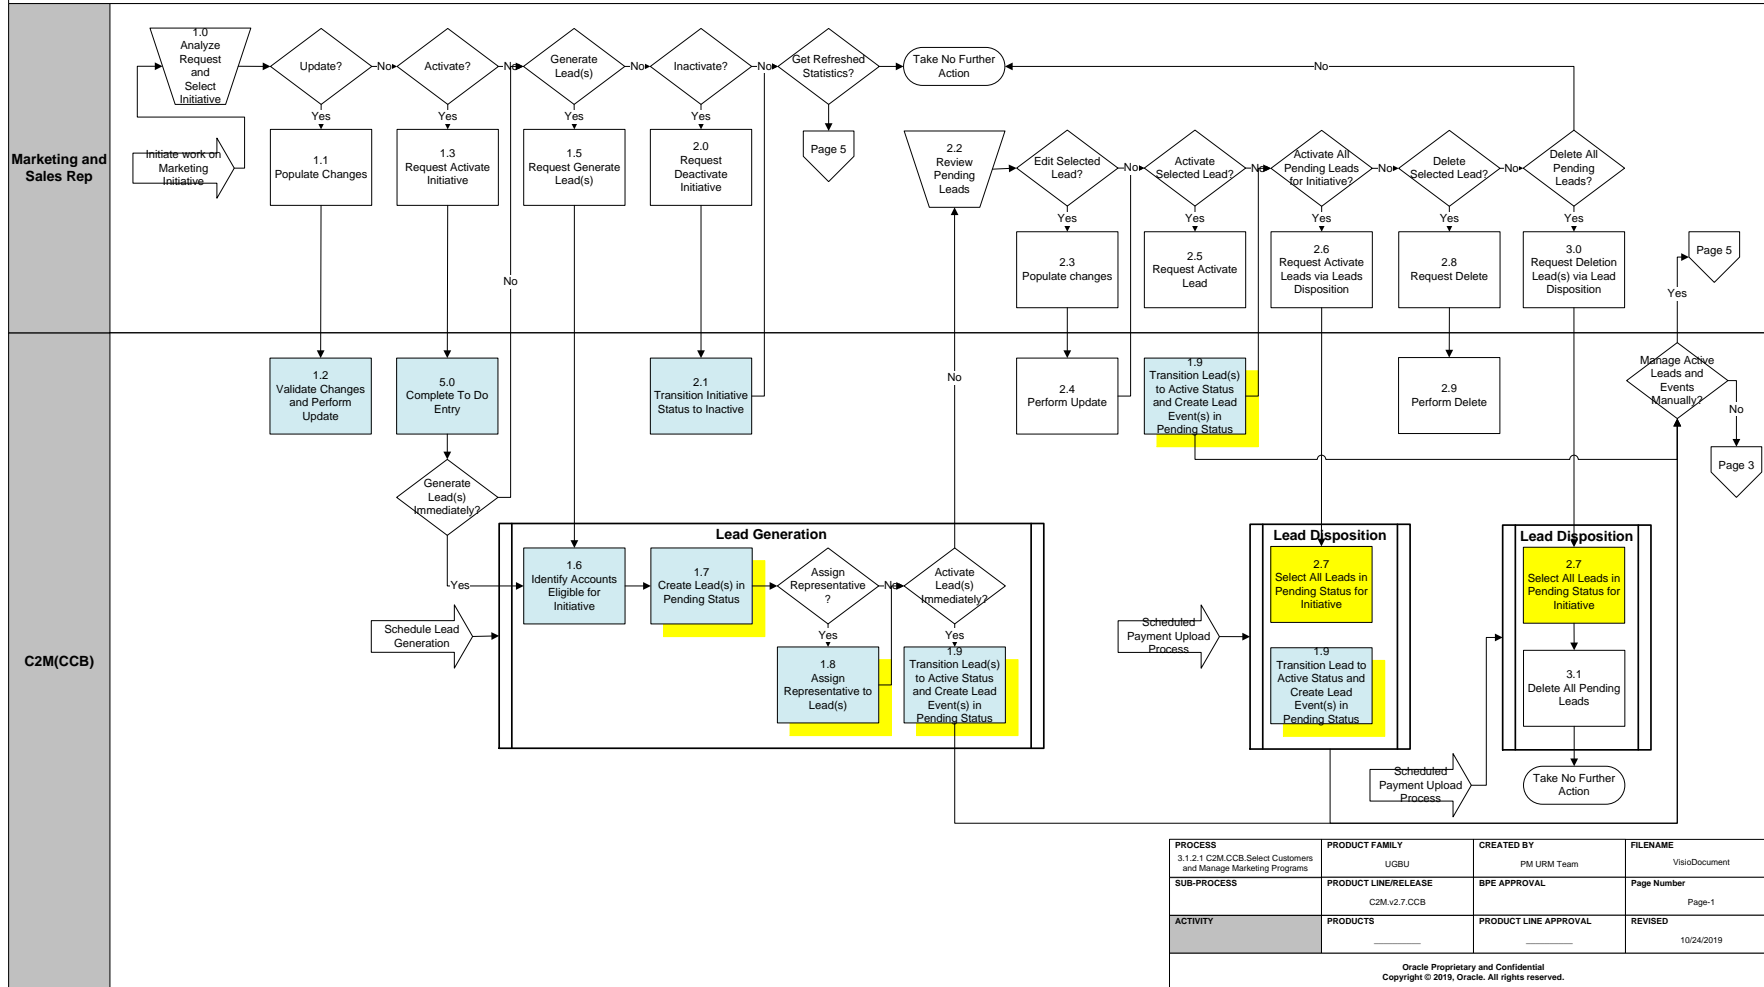 Marketing and
Sales Rep
1.0
Analyze
Request
and
Select
Initiative
Initiate work on
Marketing
Initiative
Update?
No
Yes
1.1
Populate Changes
Activate?
No
Yes
1.3
Request Activate
Initiative
Generate
Lead(s)
No
Yes
1.5
Request Generate
Lead(s)
Inactivate?
No
Yes
2.0
Request
Deactivate
Initiative
Get Refreshed
Statistics?
Yes
Page 5
Take No Further
Action
No
2.2
Review
Pending
Leads
Edit Selected
Lead?
No
Yes
2.3
Populate changes
Activate
Selected Lead?
No
Yes
2.5
Request Activate
Lead
Activate All
Pending Leads
for Initiative?
No
Yes
2.6
Request Activate
Leads via Leads
Disposition
Delete
Selected Lead?
No
Yes
2.8
Request Delete
Delete All
Pending
Leads?
Yes
3.0
Request Deletion
Lead(s) via Lead
Disposition
Page 5
Yes
No
C2M(CCB)
1.2
Validate Changes
and Perform
Update
5.0
Complete To Do
Entry
2.1
Transition Initiative
Status to Inactive
No
2.4
Perform Update
1.9
Transition Lead(s)
to Active Status
and Create Lead
Event(s) in
Pending Status
2.9
Perform Delete
Manage Active
Leads and
Events
Manually?
No
Page 3
Generate
Lead(s)
Immediately?
Yes
Schedule Lead
Generation
Lead Generation
1.6
Identify Accounts
Eligible for
Initiative
1.7
Create Lead(s) in
Pending Status
Assign
Representative
?
No
Yes
1.8
Assign
Representative to
Lead(s)
Activate
Lead(s)
Immediately?
Yes
1.9
Transition Lead(s)
to Active Status
and Create Lead
Event(s) in
Pending Status
Scheduled
Payment Upload
Process
Lead Disposition
2.7
Select All Leads in
Pending Status for
Initiative
1.9
Transition Lead to
Active Status and
Create Lead
Event(s) in
Pending Status
Scheduled
Payment Upload
Process
Lead Disposition
2.7
Select All Leads in
Pending Status for
Initiative
3.1
Delete All Pending
Leads
Take No Further
Action
PROCESS
3.1.2.1 C2M.CCB.Select Customers
and Manage Marketing Programs
PRODUCT FAMILY
UGBU
CREATED BY
PM URM Team
FILENAME
VisioDocument
SUB-PROCESS
PRODUCT LINE/RELEASE
C2M.v2.7.CCB
BPE APPROVAL
Page Number
Page-1
ACTIVITY
PRODUCTS
__________
PRODUCT LINE APPROVAL
__________
REVISED
10/24/2019
Oracle Proprietary and Confidential
Copyright © 2019, Oracle. All rights reserved.